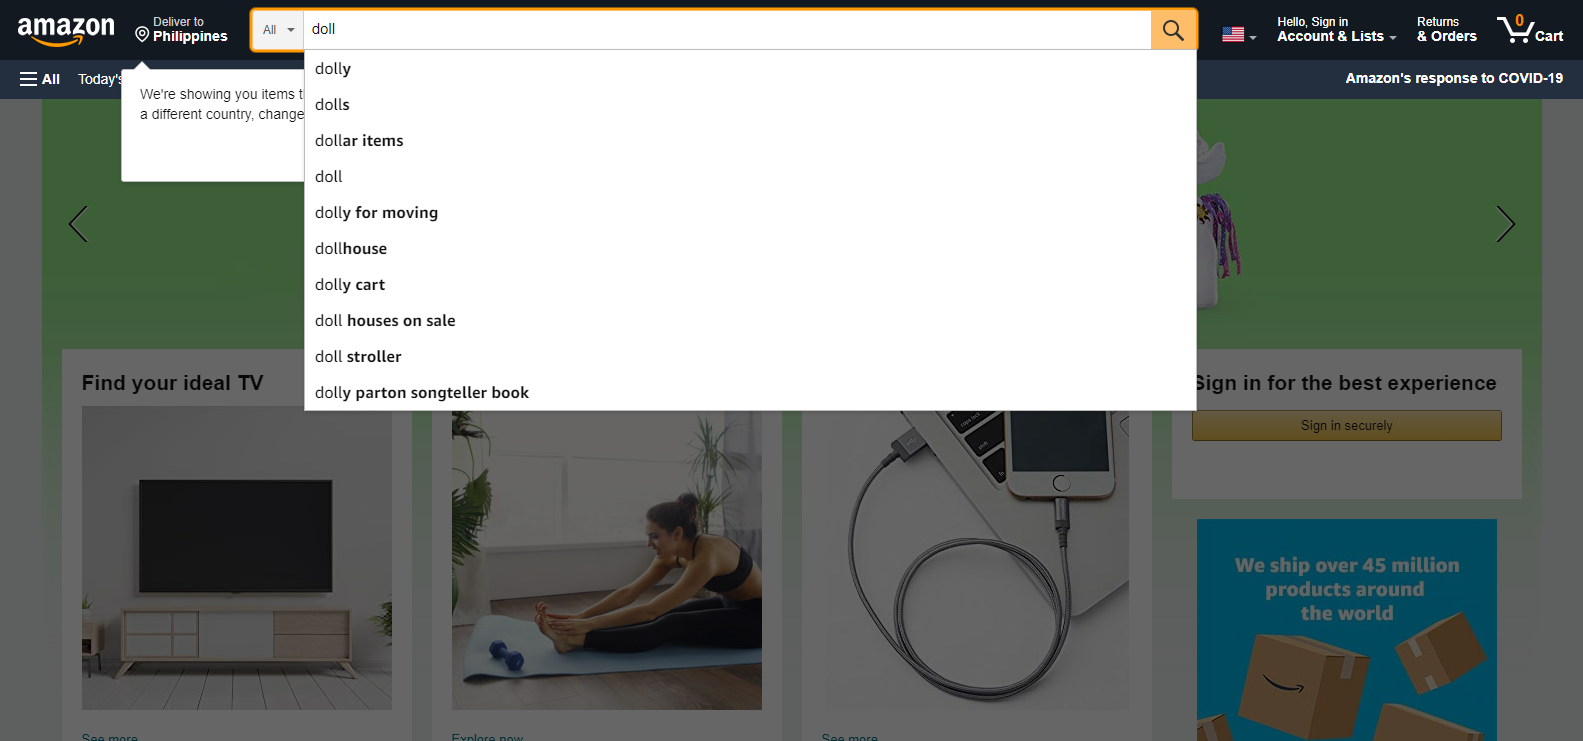 amazon
Deliver to
Philippines
All
doll
Hello, Sign in
Account & Lists
Returns
& Orders
0
Cart
All
Today's
Amazon's response to COVID-19
We're showing you items
a different country, change
dolly
dolls
dollar items
doll
dolly for moving
dollhouse
dolly cart
doll houses on sale
doll stroller
dolly parton songteller book
Find your ideal TV
Sign in for the best experience
Sign in securely
We ship over 45 million
products around
the world
See more
Explore now
See more